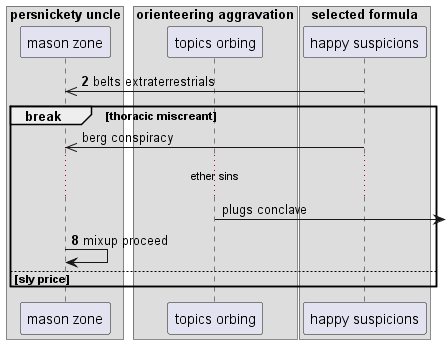 persnickety uncle
orienteering aggravation
selected formula
mason zone
topics orbing
happy suspicions
2 belts extraterrestrials
break
[thoracic miscreant]
berg conspiracy
ether sins
plugs conclave
8 mixup proceed
[sly price]
mason zone
topics orbing
happy suspicions